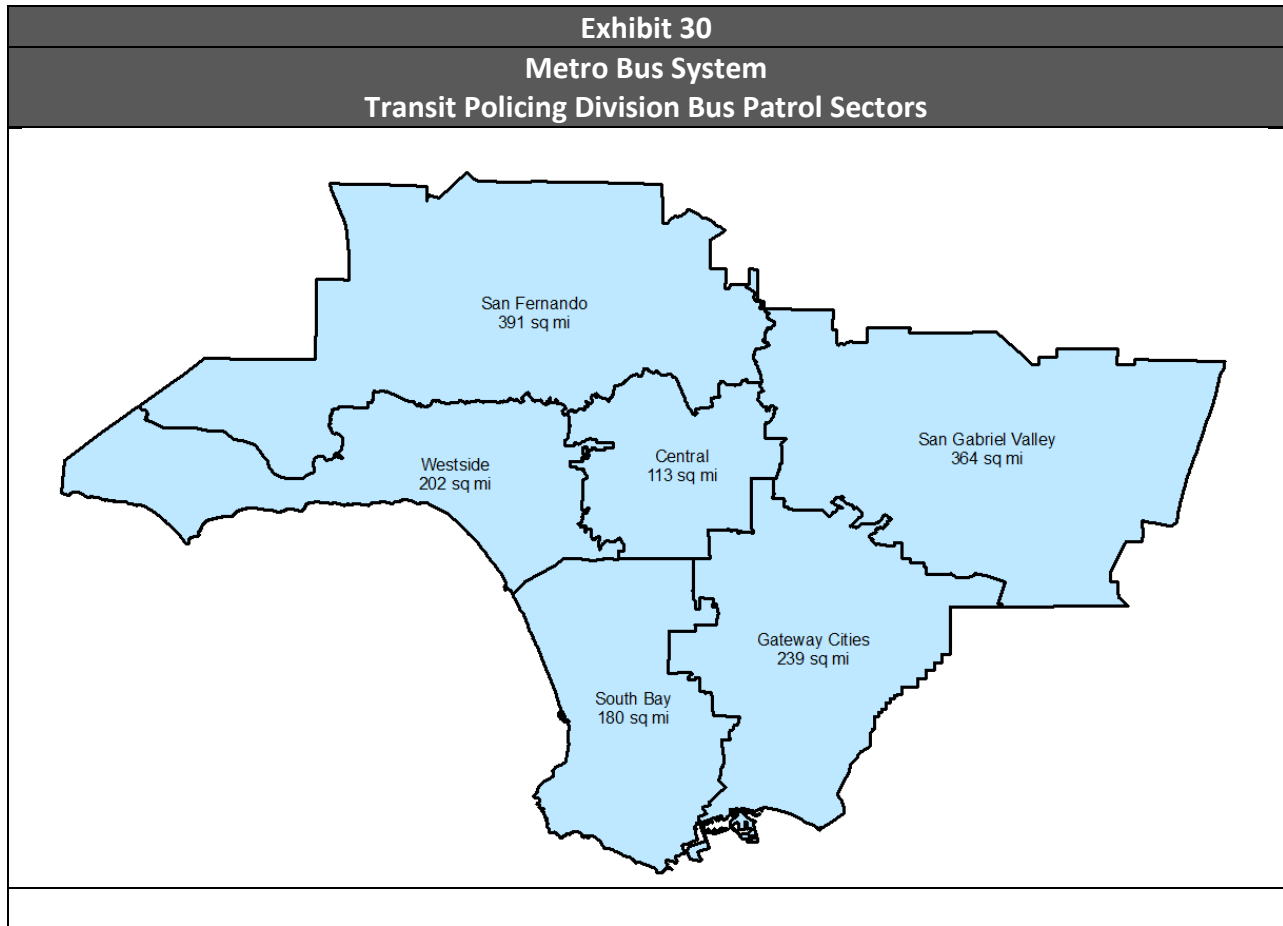 Exhibit 30
Metro Bus System
Transit Policing Division Bus Patrol Sectors
San Fernando
391 sq mi
San Gabriel Valley
364 sq mi
Central
113 sq mi
Westside
202 sq mi
Gateway Cities
239 sq mi
South Bay
180 sq mi